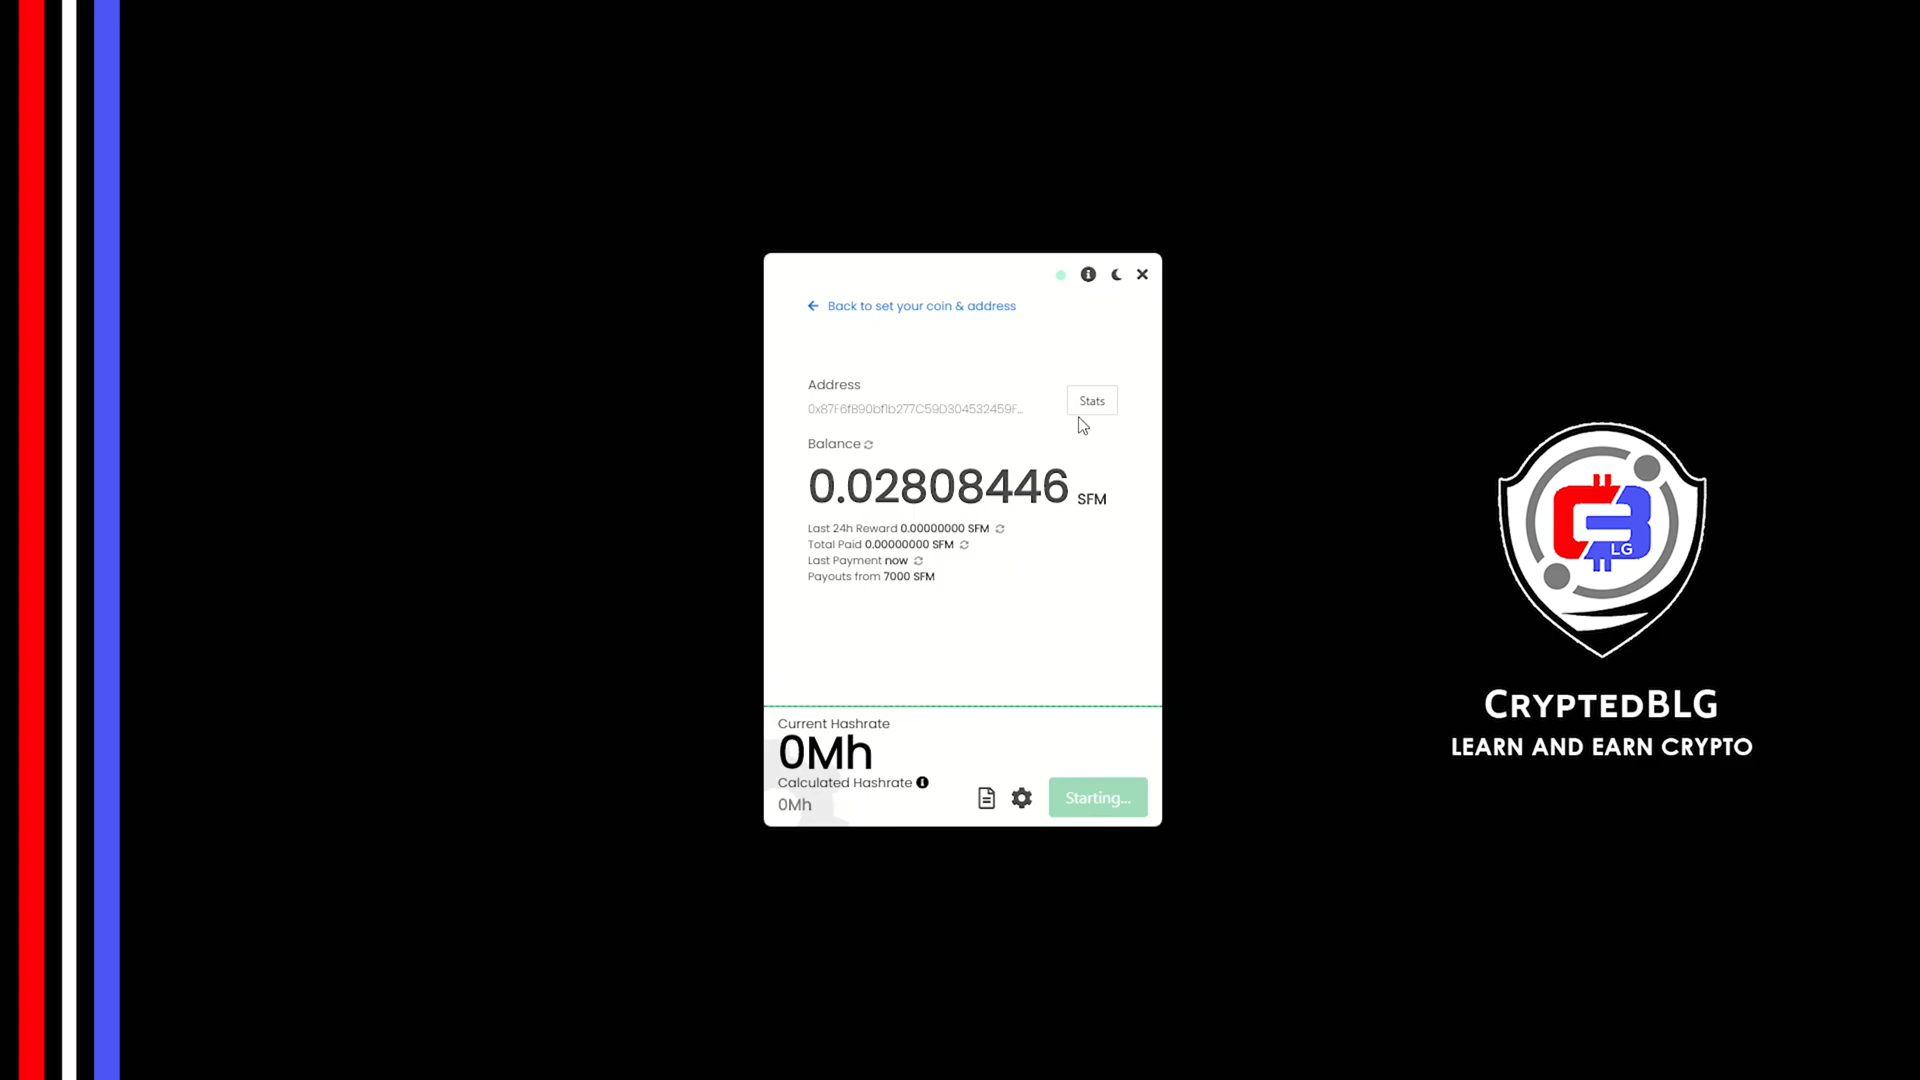 Back to set your coin & address
Address
0x87F6fB90bf1b277C59D304532459F...
Stats
Balance
0.02808446 SFM
Last 24h Reward 0.00000000 SFM
Total Paid 0.00000000 SFM
Last Payment now
Payouts from 7000 SFM
Current Hashrate
0Mh
Calculated Hashrate
0Mh
Starting...
LG
CRYPTEDBLG
LEARN AND EARN CRYPTO